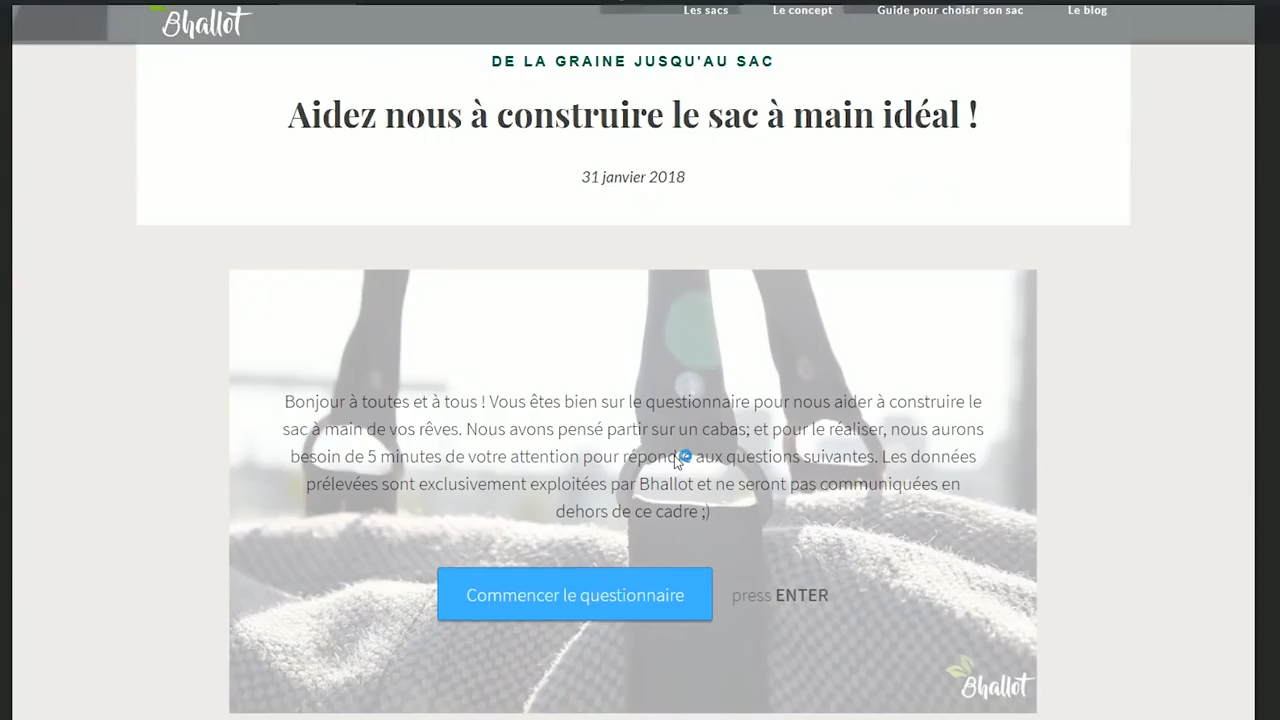 Bhallot
Les sacs Le concept Guide pour choisir son sac Le blog
DE LA GRAINE JUSQU'AU SAC
Aidez nous à construire le sac à main idéal !
31 janvier 2018
Bonjour à toutes et à tous ! Vous êtes bien sur le questionnaire pour nous aider à construire le
sac à main de vos rêves. Nous avons pensé partir sur un cabas; et pour le réaliser, nous aurons
besoin de 5 minutes de votre attention pour répondre aux questions suivantes. Les données
prélevées sont exclusivement exploitées par Bhallot et ne seront pas communiquées en
dehors de ce cadre ;)
Commencer le questionnaire press ENTER
Bhallot